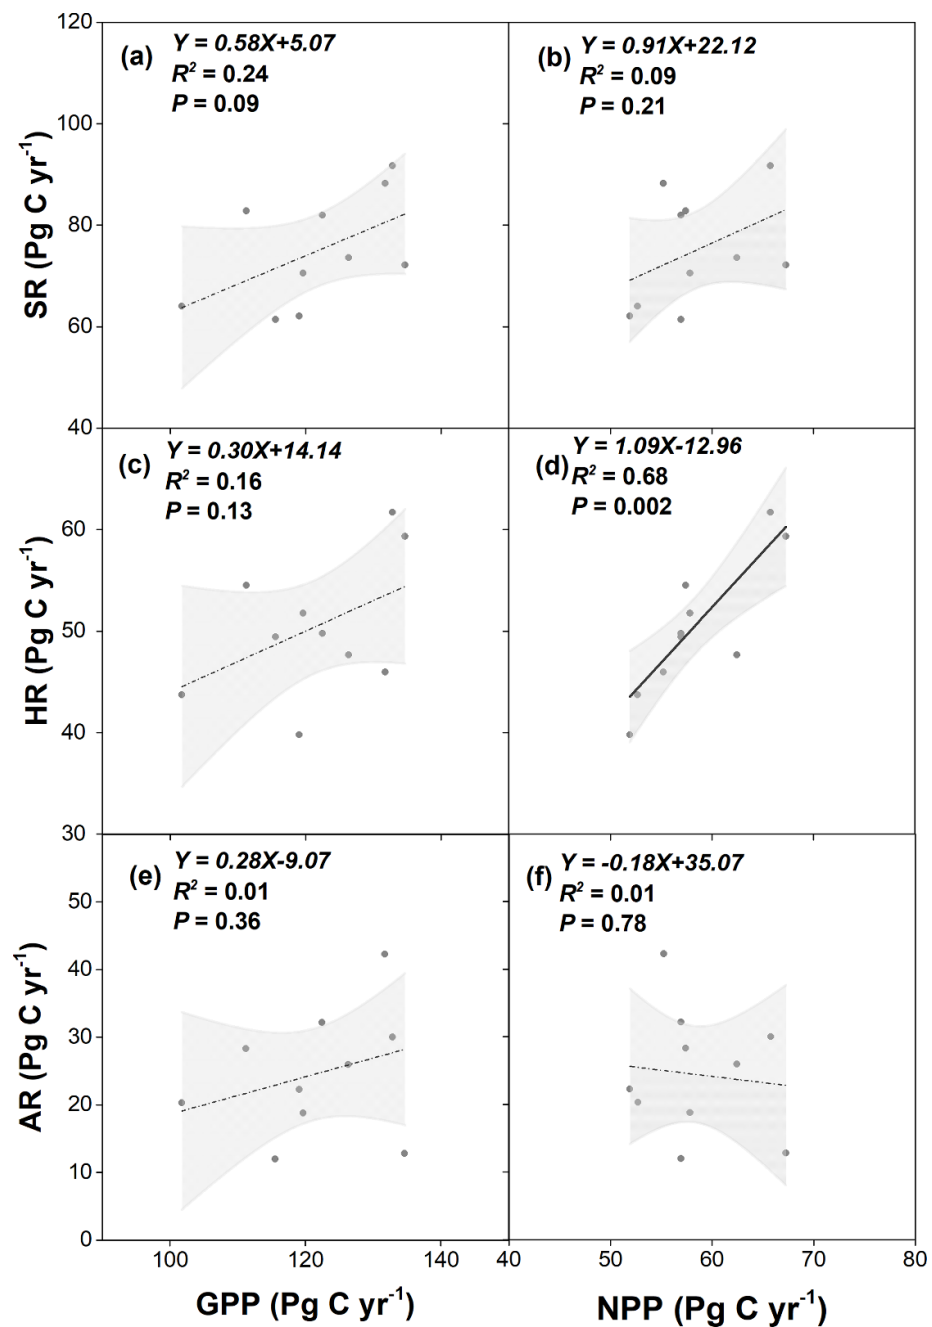 120
100
80
60
40
SR (Pg C yr⁻¹)
(a)
Y = 0.58X+5.07
R² = 0.24
P = 0.09
(b)
Y = 0.91X+22.12
R² = 0.09
P = 0.21
60
50
40
30
HR (Pg C yr⁻¹)
(c)
Y = 0.30X+14.14
R² = 0.16
P = 0.13
(d)
Y = 1.09X-12.96
R² = 0.68
P = 0.002
50
40
30
20
10
0
AR (Pg C yr⁻¹)
(e)
Y = 0.28X-9.07
R² = 0.01
P = 0.36
(f)
Y = -0.18X+35.07
R² = 0.01
P = 0.78
100 120 140 40 50 60 70 80
GPP (Pg C yr⁻¹) NPP (Pg C yr⁻¹)